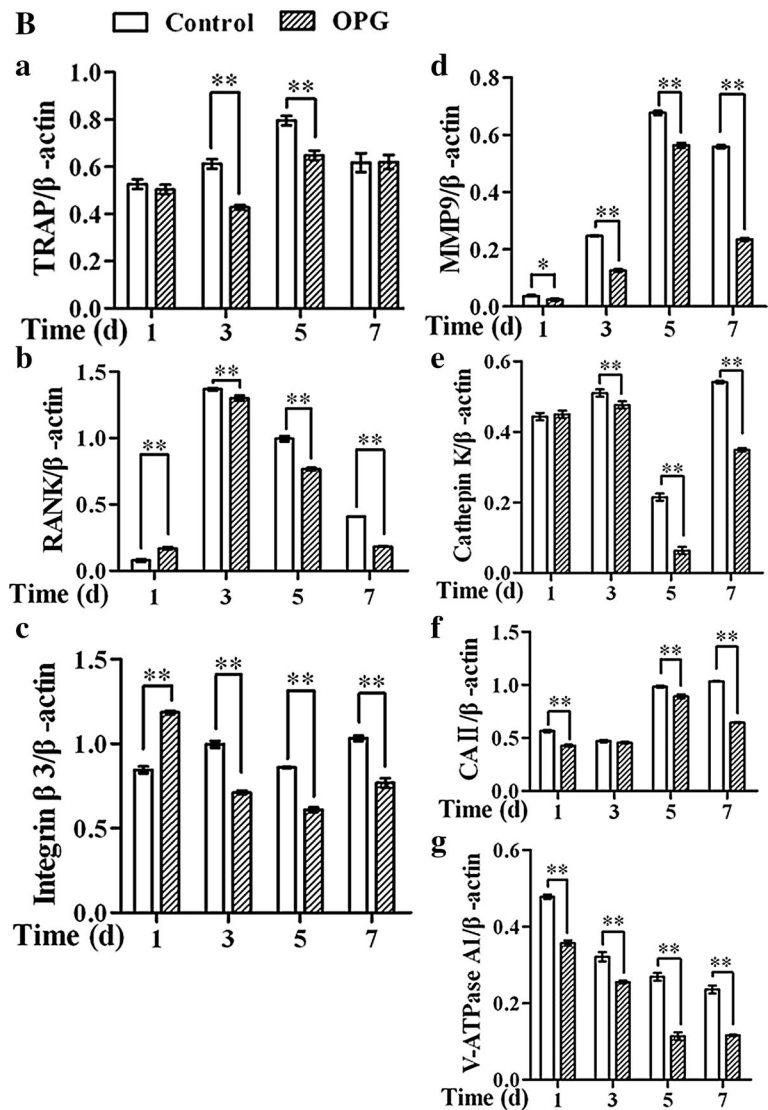 B Control OPG
a
TRAP/β -actin
1.0
0.8
0.6
0.4
0.2
0.0
** **
Time (d) 1 3 5 7
b
RANK/β -actin
1.5
1.0
0.5
0.0
** ** ** **
Time (d) 1 3 5 7
c
Integrin β 3/β -actin
1.5
1.0
0.5
0.0
** ** ** **
Time (d) 1 3 5 7
d
MMP9/β -actin
0.8
0.6
0.4
0.2
0.0
* ** ** **
Time (d) 1 3 5 7
e
Cathepin K/β -actin
0.6
0.4
0.2
0.0
** ** **
Time (d) 1 3 5 7
f
CA II/β -actin
1.5
1.0
0.5
0.0
** ** **
Time (d) 1 3 5 7
g
V-ATPase A1/β -actin
0.6
0.4
0.2
0.0
** ** ** **
Time (d) 1 3 5 7